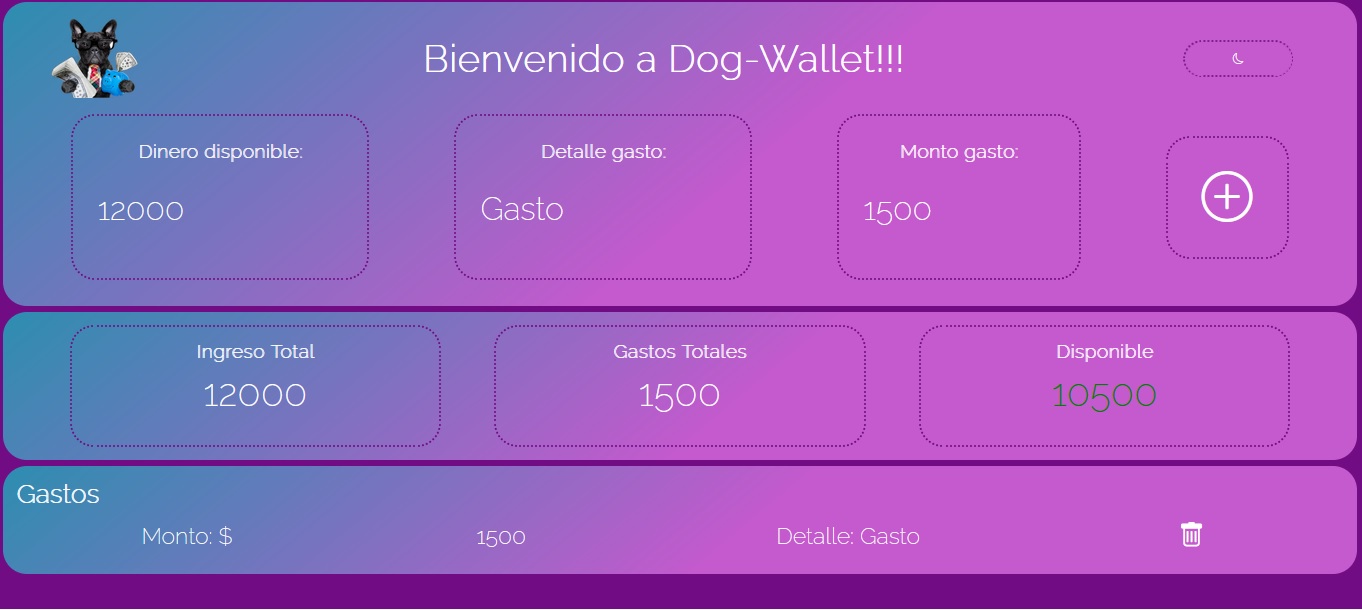 Bienvenido a Dog-Wallet!!!
Dinero disponible:
12000
Detalle gasto:
Gasto
Monto gasto:
1500
Ingreso Total
12000
Gastos Totales
1500
Disponible
10500
Gastos
Monto: $ 1500 Detalle: Gasto